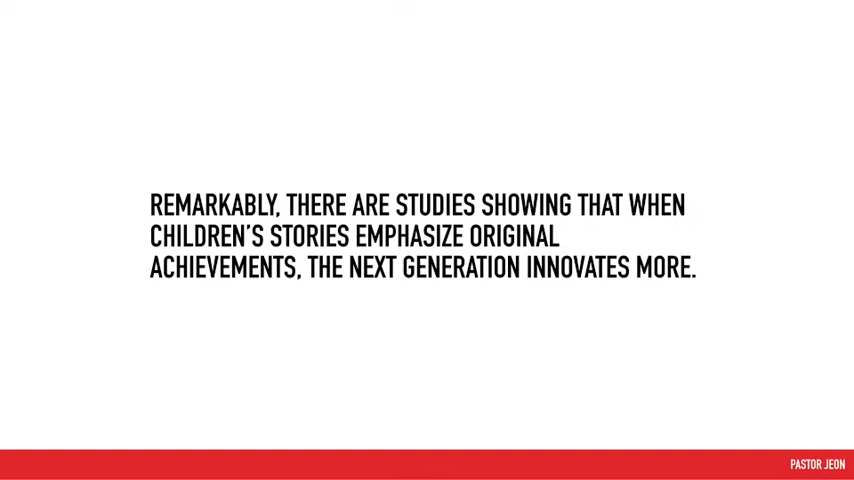 REMARKABLY, THERE ARE STUDIES SHOWING THAT WHEN
CHILDREN’S STORIES EMPHASIZE ORIGINAL
ACHIEVEMENTS, THE NEXT GENERATION INNOVATES MORE.
PASTOR JEON